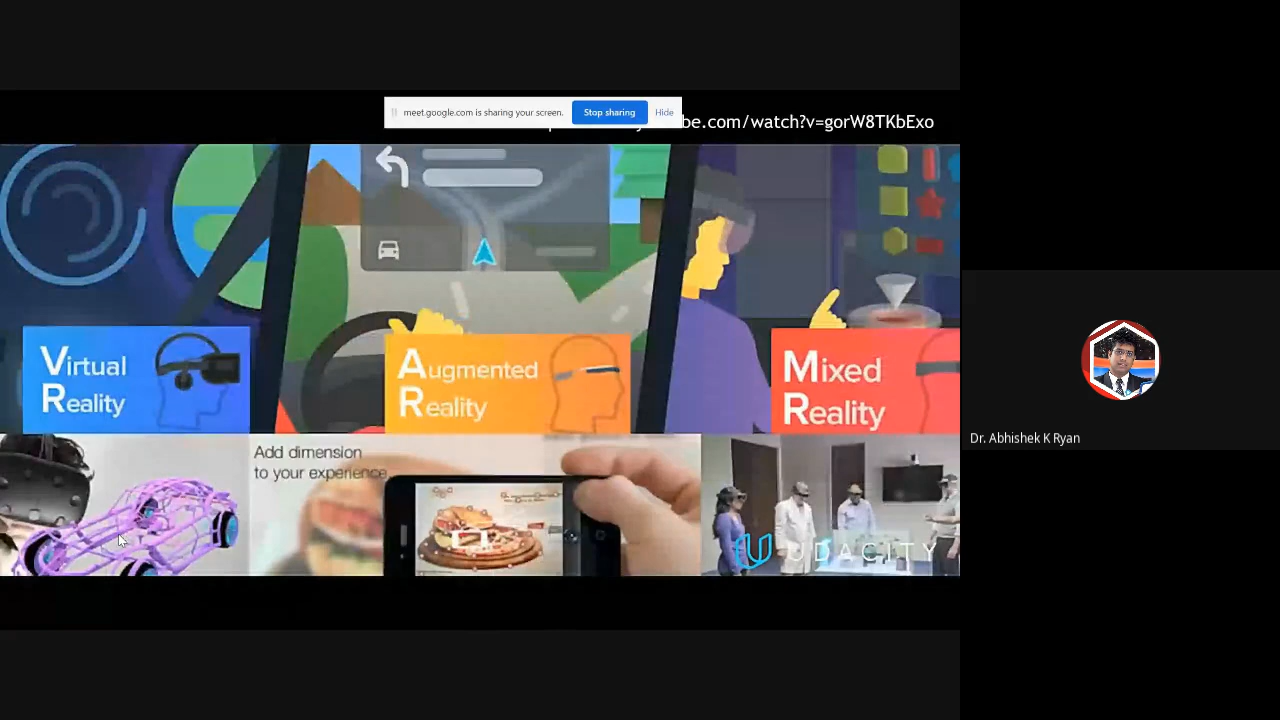 meet.google.com is sharing your screen.
Stop sharing
Hide
be.com/watch?v=gorW8TKbExo
Virtual
Reality
Augmented
Reality
Mixed
Reality
Add dimension
to your experience
UDACITY
Dr. Abhishek K Ryan